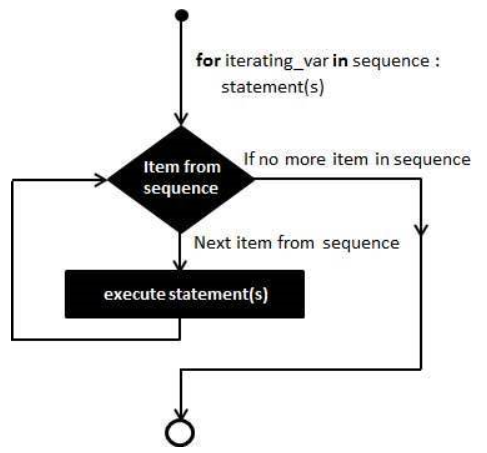 for iterating_var in sequence :
statement(s)
Item from
sequence
If no more item in sequence
Next item from sequence
execute statement(s)